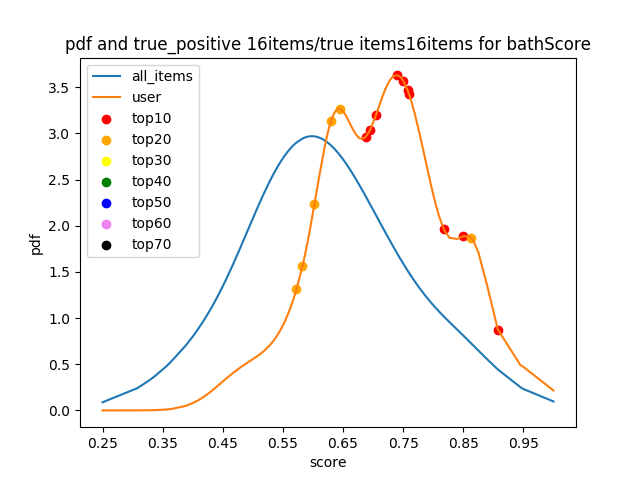 pdf and true_positive 16items/true items16items for bathScore
all_items
user
top10
top20
top30
top40
top50
top60
top70
3.5
3.0
2.5
2.0
1.5
1.0
0.5
0.0
pdf
0.25 0.35 0.45 0.55 0.65 0.75 0.85 0.95
score